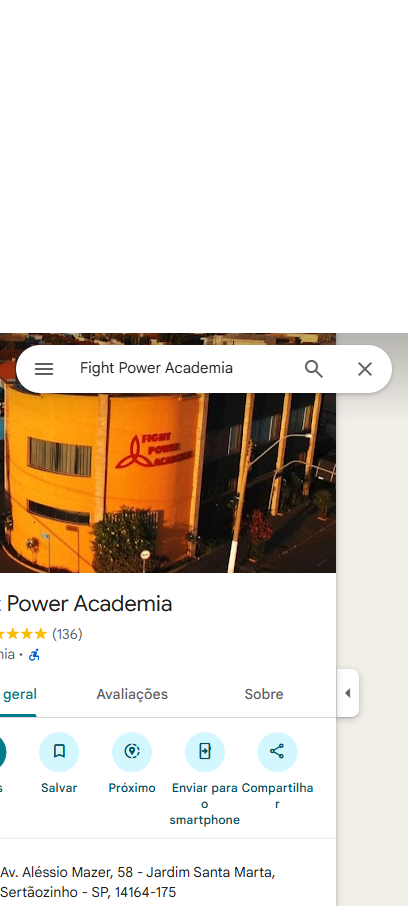 Fight Power Academia
FIGHT
POWER
ACADEMIA
t Power Academia
(136)
nia •
geral
Avaliações
Sobre
s
Salvar
Próximo
Enviar para
o
smartphone
Compartilha
r
Av. Aléssio Mazer, 58 - Jardim Santa Marta,
Sertãozinho - SP, 14164-175